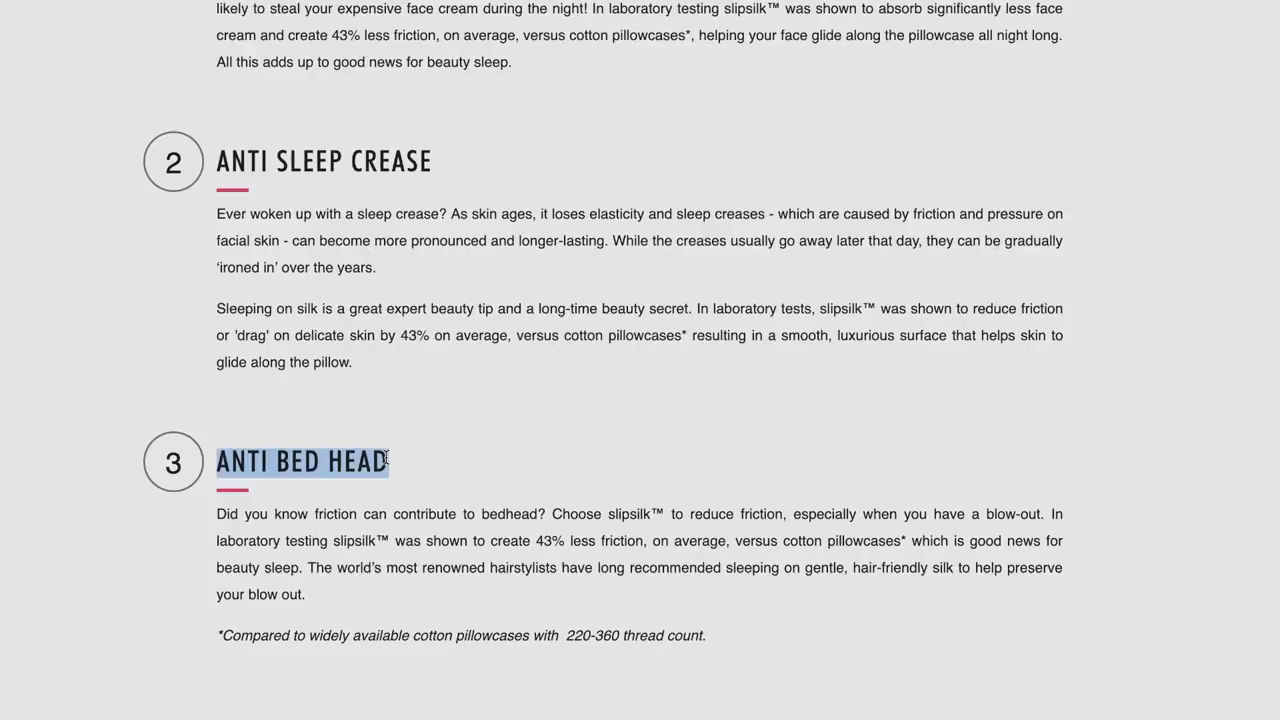 likely to steal your expensive face cream during the night! In laboratory testing slipsilk™ was shown to absorb significantly less face
cream and create 43% less friction, on average, versus cotton pillowcases*, helping your face glide along the pillowcase all night long.
All this adds up to good news for beauty sleep.
2
ANTI SLEEP CREASE
Ever woken up with a sleep crease? As skin ages, it loses elasticity and sleep creases - which are caused by friction and pressure on
facial skin - can become more pronounced and longer-lasting. While the creases usually go away later that day, they can be gradually
‘ironed in’ over the years.
Sleeping on silk is a great expert beauty tip and a long-time beauty secret. In laboratory tests, slipsilk™ was shown to reduce friction
or 'drag' on delicate skin by 43% on average, versus cotton pillowcases* resulting in a smooth, luxurious surface that helps skin to
glide along the pillow.
3
ANTI BED HEAD
Did you know friction can contribute to bedhead? Choose slipsilk™ to reduce friction, especially when you have a blow-out. In
laboratory testing slipsilk™ was shown to create 43% less friction, on average, versus cotton pillowcases* which is good news for
beauty sleep. The world’s most renowned hairstylists have long recommended sleeping on gentle, hair-friendly silk to help preserve
your blow out.
*Compared to widely available cotton pillowcases with 220-360 thread count.